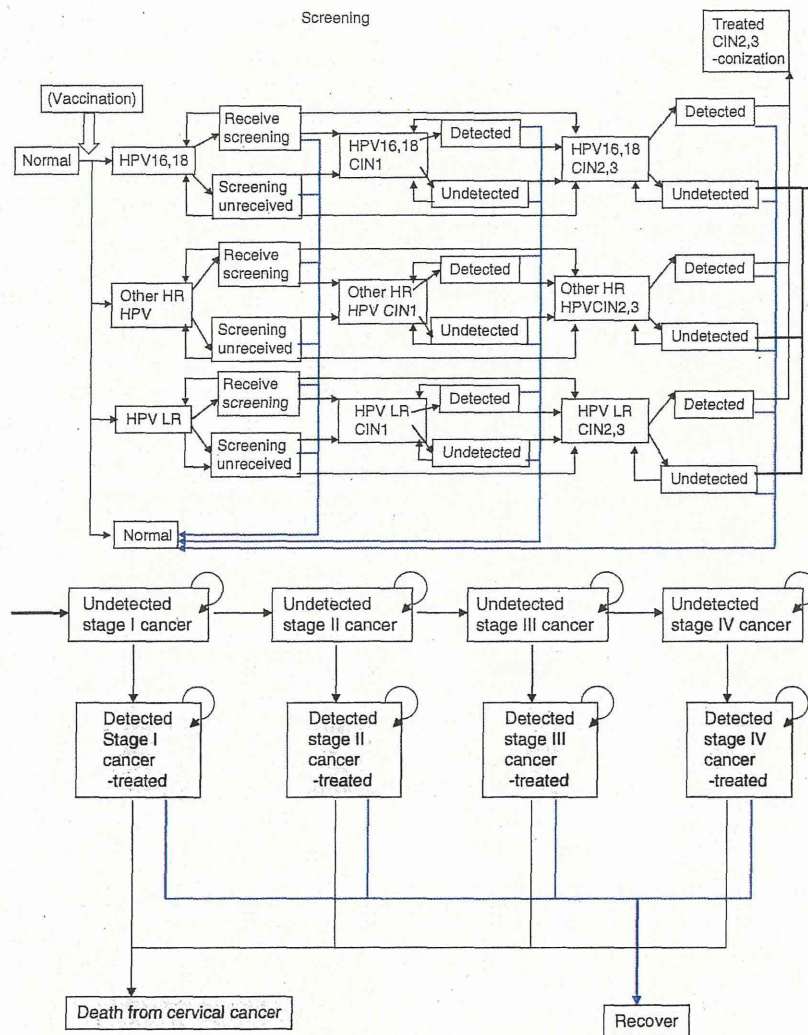 Screening
Treated
CIN2,3
-conization
(Vaccination)
Normal
HPV16,18
Receive
screening
Screening
unreceived
HPV16,18
CIN1
Detected
Undetected
HPV16,18
CIN2,3
Detected
Undetected
Other HR
HPV
Receive
screening
Screening
unreceived
Other HR
HPV CIN1
Detected
Undetected
Other HR
HPVCIN2,3
Detected
Undetected
HPV LR
Receive
screening
Screening
unreceived
HPV LR
CIN1
Detected
Undetected
HPV LR
CIN2,3
Detected
Undetected
Normal
Undetected
stage I cancer
Undetected
stage II cancer
Undetected
stage III cancer
Undetected
stage IV cancer
Detected
Stage I
cancer
-treated
Detected
stage II
cancer
-treated
Detected
stage III
cancer
-treated
Detected
stage IV
cancer
-treated
Death from cervical cancer
Recover